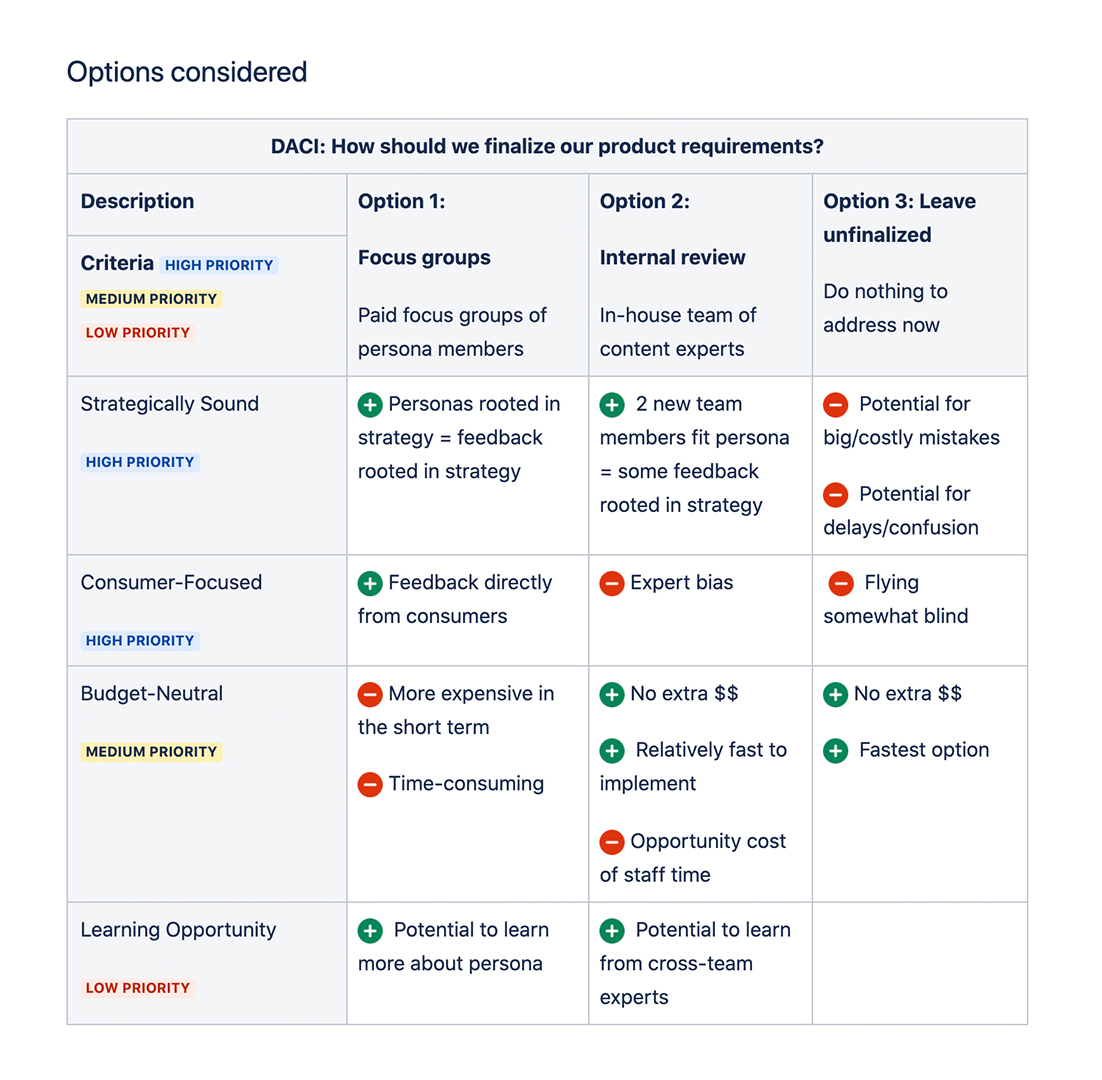 Options considered
DACI: How should we finalize our product requirements?
Description
Criteria HIGH PRIORITY
MEDIUM PRIORITY
LOW PRIORITY
Option 1:
Focus groups
Paid focus groups of
persona members
Option 2:
Internal review
In-house team of
content experts
Option 3: Leave
unfinalized
Do nothing to
address now
Strategically Sound
HIGH PRIORITY
Personas rooted in
strategy = feedback
rooted in strategy
2 new team
members fit persona
= some feedback
rooted in strategy
Potential for
big/costly mistakes
Potential for
delays/confusion
Consumer-Focused
HIGH PRIORITY
Feedback directly
from consumers
Expert bias
Flying
somewhat blind
Budget-Neutral
MEDIUM PRIORITY
More expensive in
the short term
Time-consuming
No extra $$
Relatively fast to
implement
Opportunity cost
of staff time
No extra $$
Fastest option
Learning Opportunity
LOW PRIORITY
Potential to learn
more about persona
Potential to learn
from cross-team
experts